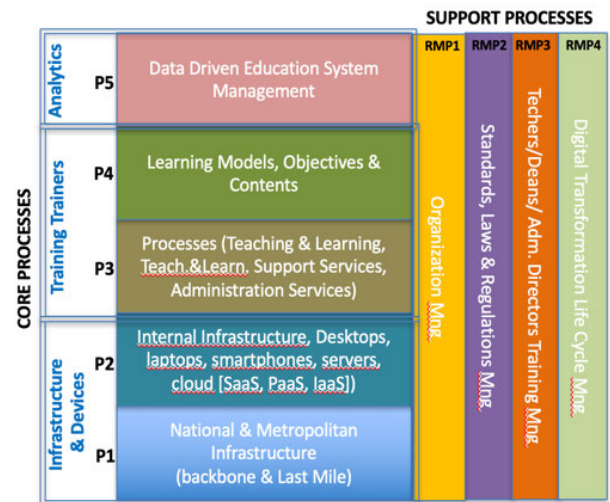 SUPPORT PROCESSES
RMP1
RMP2
RMP3
RMP4
CORE PROCESSES
Analytics
P5
Data Driven Education System
Management
Training Trainers
P4
Learning Models, Objectives &
Contents
P3
Processes (Teaching & Learning,
Teach.&Learn. Support Services,
Administration Services)
Infrastructure
& Devices
P2
Internal Infrastructure, Desktops,
laptops, smartphones, servers,
cloud [SaaS, PaaS, IaaS])
P1
National & Metropolitan
Infrastructure
(backbone & Last Mile)
Organization Mng
Standards, Laws & Regulations Mng
Techers/Deans/ Adm. Directors Training Mng
Digital Transformation Life Cycle Mng